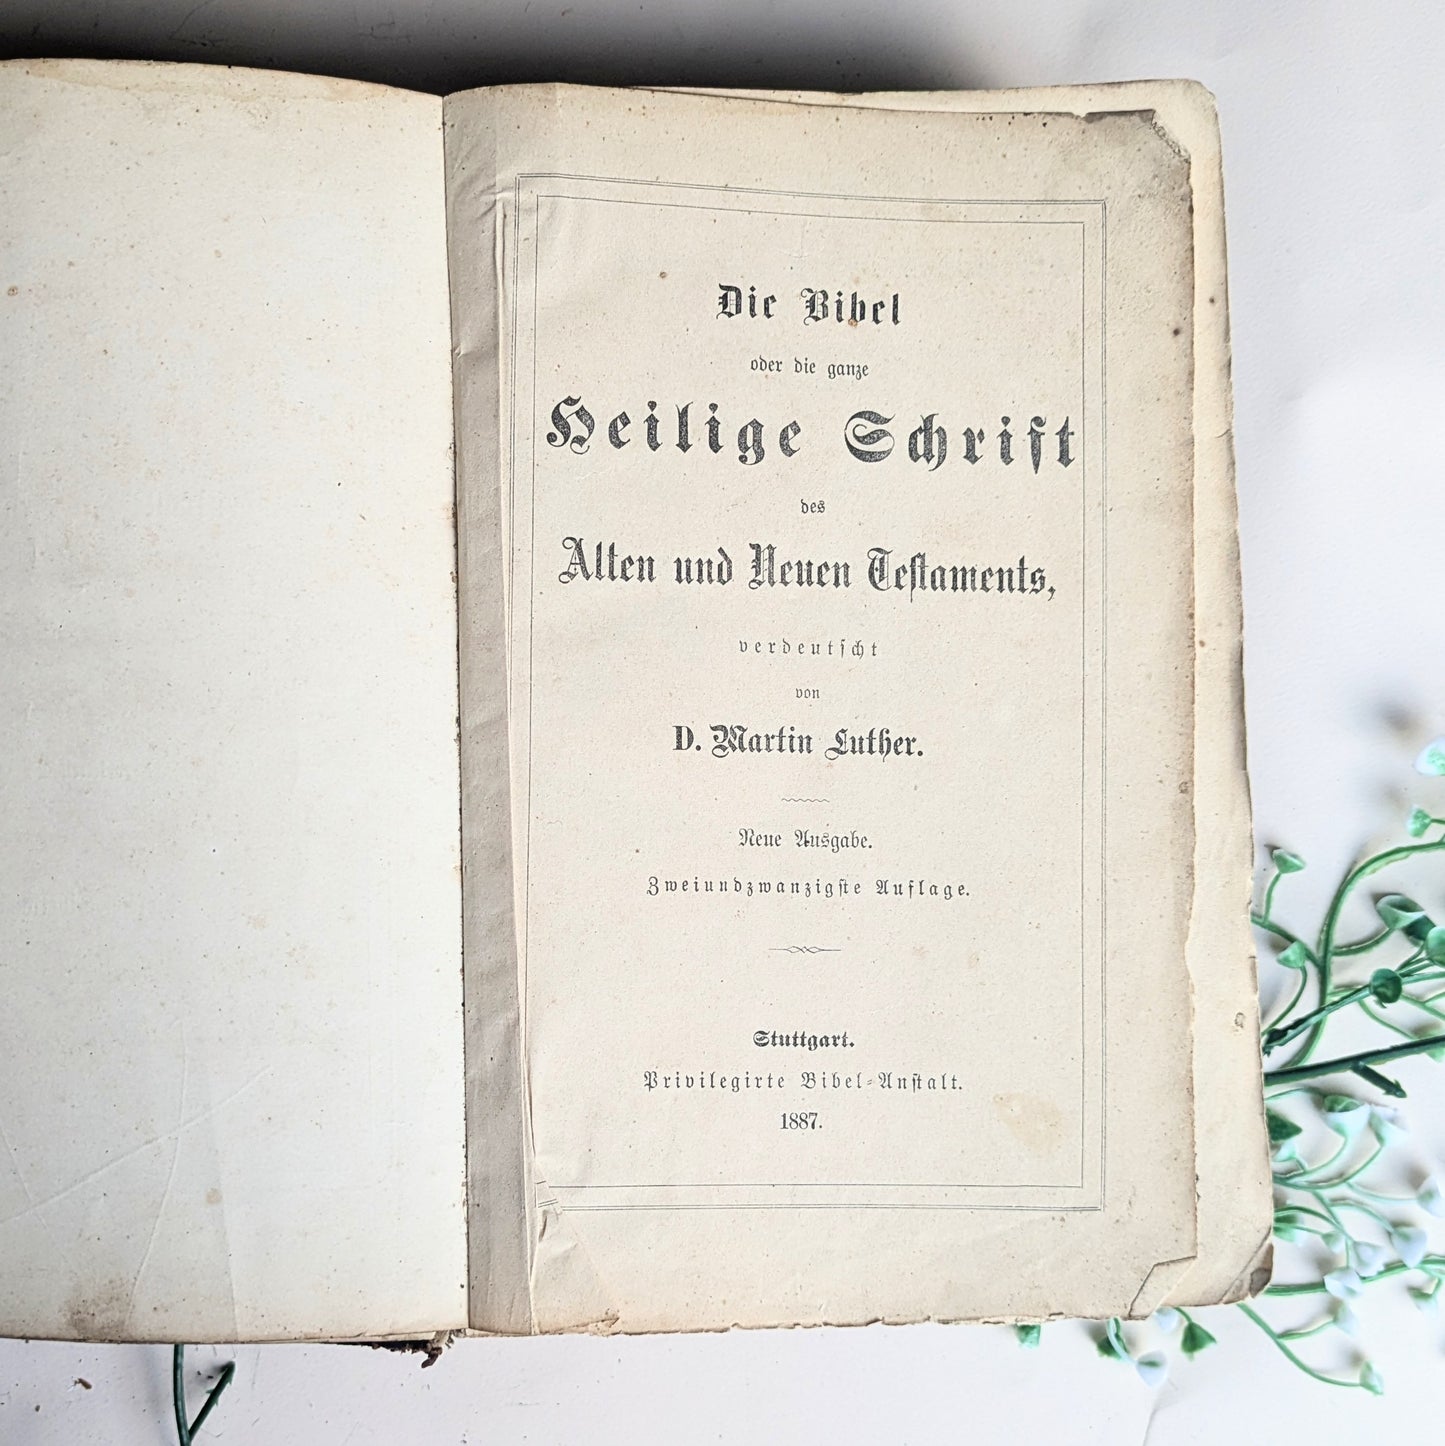 Die Bibel
oder die ganze
Heilige Schrift
des
Alten und Neuen Testaments,
verdeutscht
von
D. Martin Luther.
Neue Ausgabe.
Zweiundzwanzigste Auflage.
Stuttgart.
Privilegirte Bibel-Anstalt.
1887.